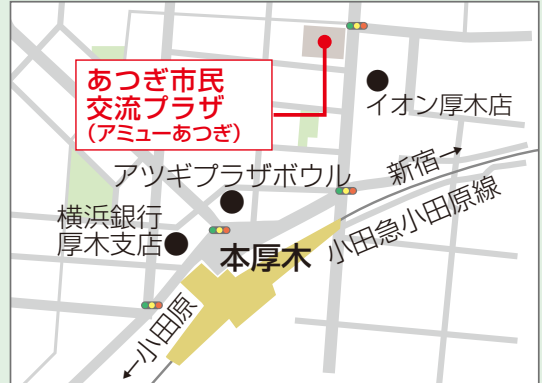 あつぎ市民
交流プラザ
(アミューあつぎ)
イオン厚木店
新宿→
アツギプラザボウル
小田急小田原線
横浜銀行
厚木支店
本厚木
←小田原